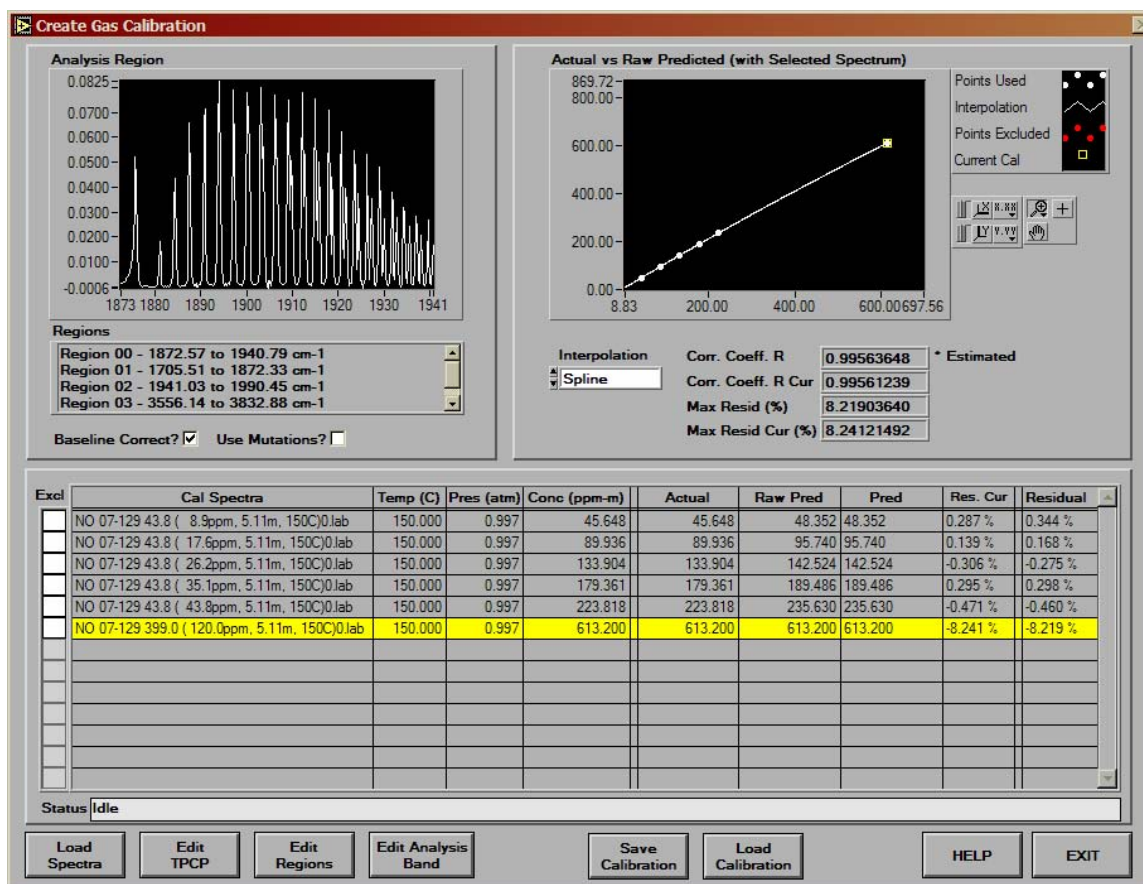 Create Gas Calibration
Analysis Region
0.0825
0.0700
0.0600
0.0500
0.0400
0.0300
0.0200
0.0100
-0.0006
1873 1880 1890 1900 1910 1920 1930 1941
Regions
Region 00 - 1872.57 to 1940.79 cm-1
Region 01 - 1705.51 to 1872.33 cm-1
Region 02 - 1941.03 to 1990.45 cm-1
Region 03 - 3556.14 to 3832.88 cm-1
Baseline Correct? Use Mutations?
Actual vs Raw Predicted (with Selected Spectrum)
869.72
800.00
600.00
400.00
200.00
0.00
8.83 200.00 400.00 600.00 697.56
Points Used
Interpolation
Points Excluded
Current Cal
X 8.88
Y Y.YY
Interpolation
Spline
Corr. Coeff. R 0.99563648 * Estimated
Corr. Coeff. R Cur 0.99561239
Max Resid (%) 8.21903640
Max Resid Cur (%) 8.24121492
Excl Cal Spectra Temp (C) Pres (atm) Conc (ppm-m) Actual Raw Pred Pred Res. Cur Residual
NO 07-129 43.8 ( 8.9ppm, 5.11m, 150C)0.lab 150.000 0.997 45.648 45.648 48.352 48.352 0.287 % 0.344 %
NO 07-129 43.8 ( 17.6ppm, 5.11m, 150C)0.lab 150.000 0.997 89.936 89.936 95.740 95.740 0.139 % 0.168 %
NO 07-129 43.8 ( 26.2ppm, 5.11m, 150C)0.lab 150.000 0.997 133.904 133.904 142.524 142.524 -0.306 % -0.275 %
NO 07-129 43.8 ( 35.1ppm, 5.11m, 150C)0.lab 150.000 0.997 179.361 179.361 189.486 189.486 0.295 % 0.298 %
NO 07-129 43.8 ( 43.8ppm, 5.11m, 150C)0.lab 150.000 0.997 223.818 223.818 235.630 235.630 -0.471 % -0.460 %
NO 07-129 399.0 ( 120.0ppm, 5.11m, 150C)0.lab 150.000 0.997 613.200 613.200 613.200 613.200 -8.241 % -8.219 %
Status Idle
Load Spectra
Edit TPCP
Edit Regions
Edit Analysis Band
Save Calibration
Load Calibration
HELP
EXIT